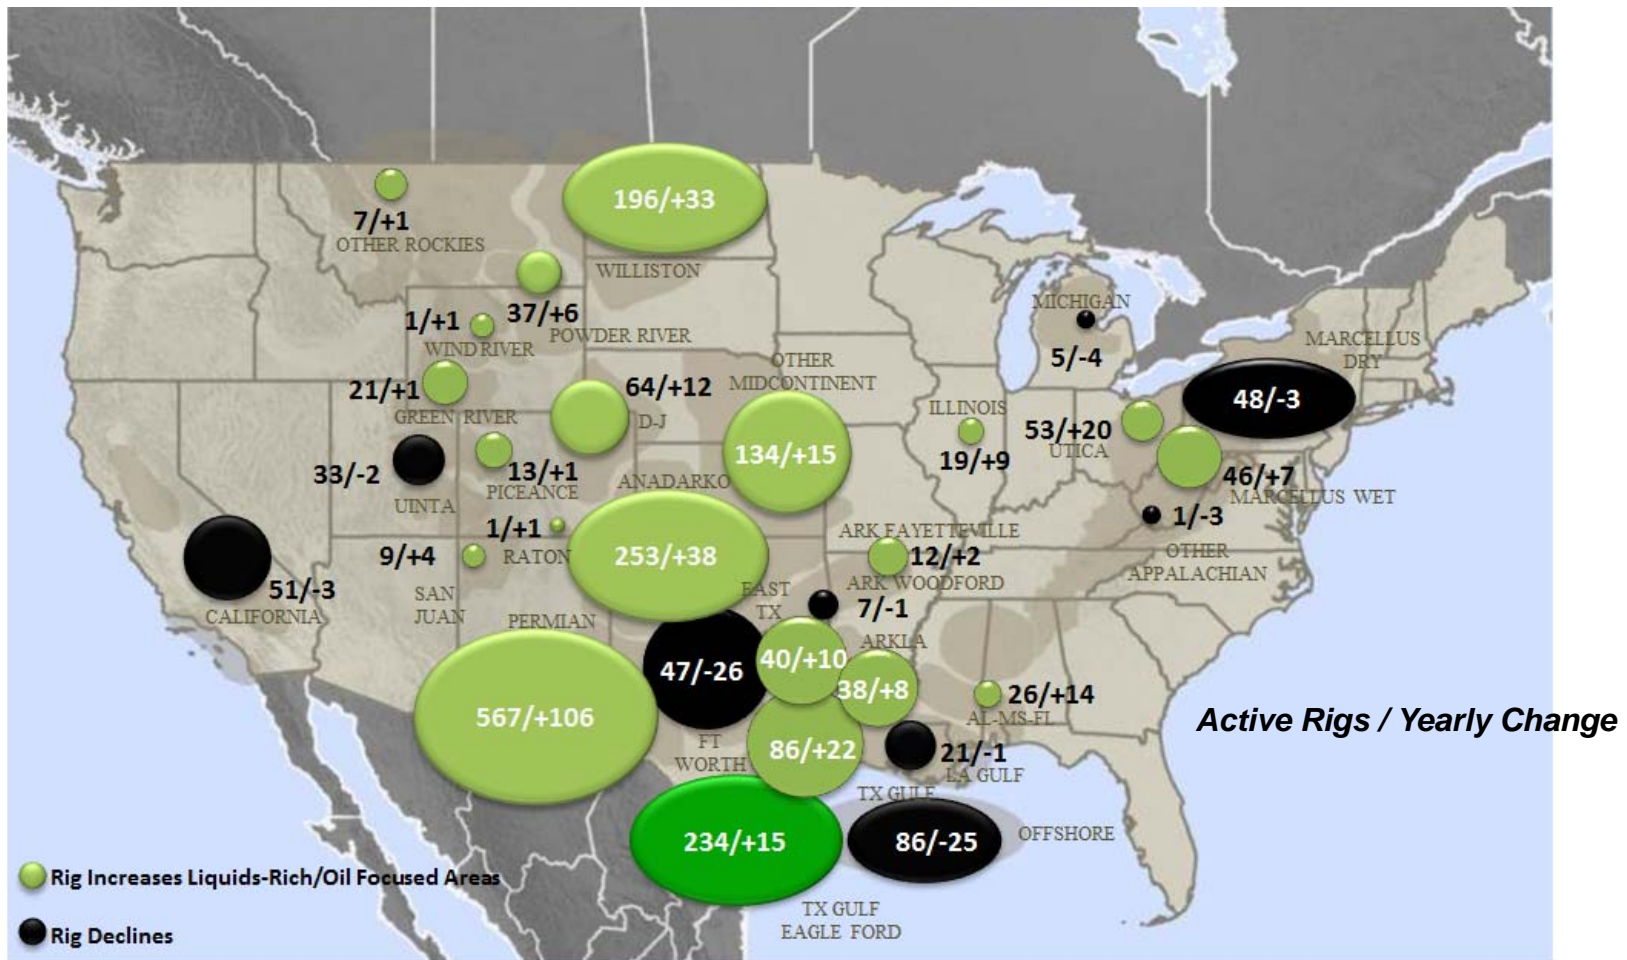 196/+33
7/+1
OTHER ROCKIES
WILLISTON
37/+6
POWDER RIVER
1/+1
WIND RIVER
MICHIGAN
5/-4
MARCELLUS
DRY
48/-3
OTHER
MIDCONTINENT
134/+15
21/+1
GREEN RIVER
64/+12
D-J
ILLINOIS
19/+9
53/+20
UTICA
46/+7
MARCELLUS WET
33/-2
UINTA
13/+1
PICEANCE
ANADARKO
253/+38
1/+1
RATON
9/+4
SAN
JUAN
51/-3
CALIFORNIA
ARK FAYETTEVILLE
12/+2
ARK WOODFORD
7/-1
1/-3
OTHER
APPALACHIAN
EAST
TX
40/+10
ARKLA
38/+8
PERMIAN
567/+106
47/-26
FT
WORTH
86/+22
TX GULF
26/+14
AL-MS-FL
21/-1
LA GULF
Active Rigs / Yearly Change
234/+15
TX GULF
EAGLE FORD
86/-25
OFFSHORE
Rig Increases Liquids-Rich/Oil Focused Areas
Rig Declines